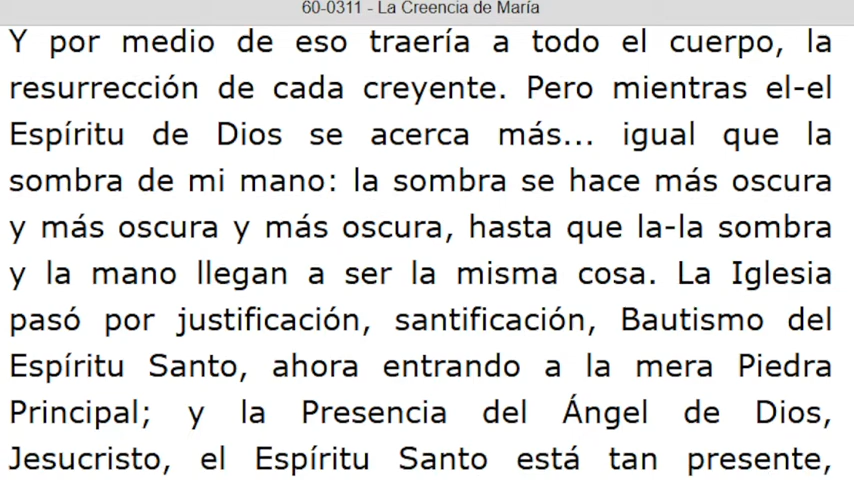 60-0311 - La Creencia de María
Y por medio de eso traería a todo el cuerpo, la
resurrección de cada creyente. Pero mientras el-el
Espíritu de Dios se acerca más... igual que la
sombra de mi mano: la sombra se hace más oscura
y más oscura y más oscura, hasta que la-la sombra
y la mano llegan a ser la misma cosa. La Iglesia
pasó por justificación, santificación, Bautismo del
Espíritu Santo, ahora entrando a la mera Piedra
Principal; y la Presencia del Ángel de Dios,
Jesucristo, el Espíritu Santo está tan presente,